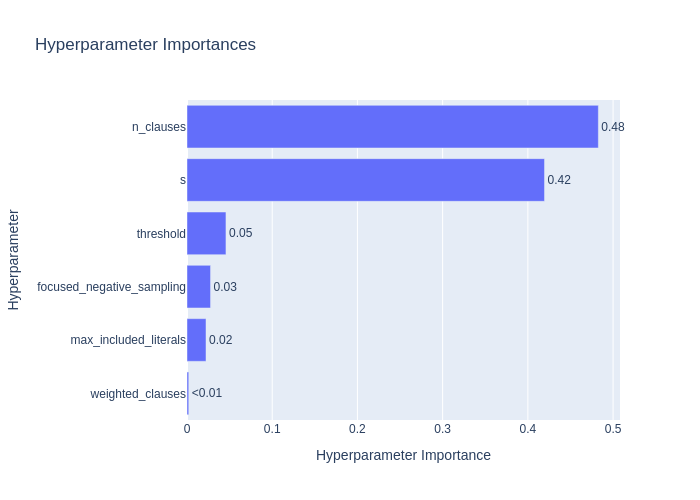 Hyperparameter Importances
n_clauses
0.48
s
0.42
threshold
0.05
focused_negative_sampling
0.03
max_included_literals
0.02
weighted_clauses
<0.01
0
0.1
0.2
0.3
0.4
0.5
Hyperparameter Importance
Hyperparameter